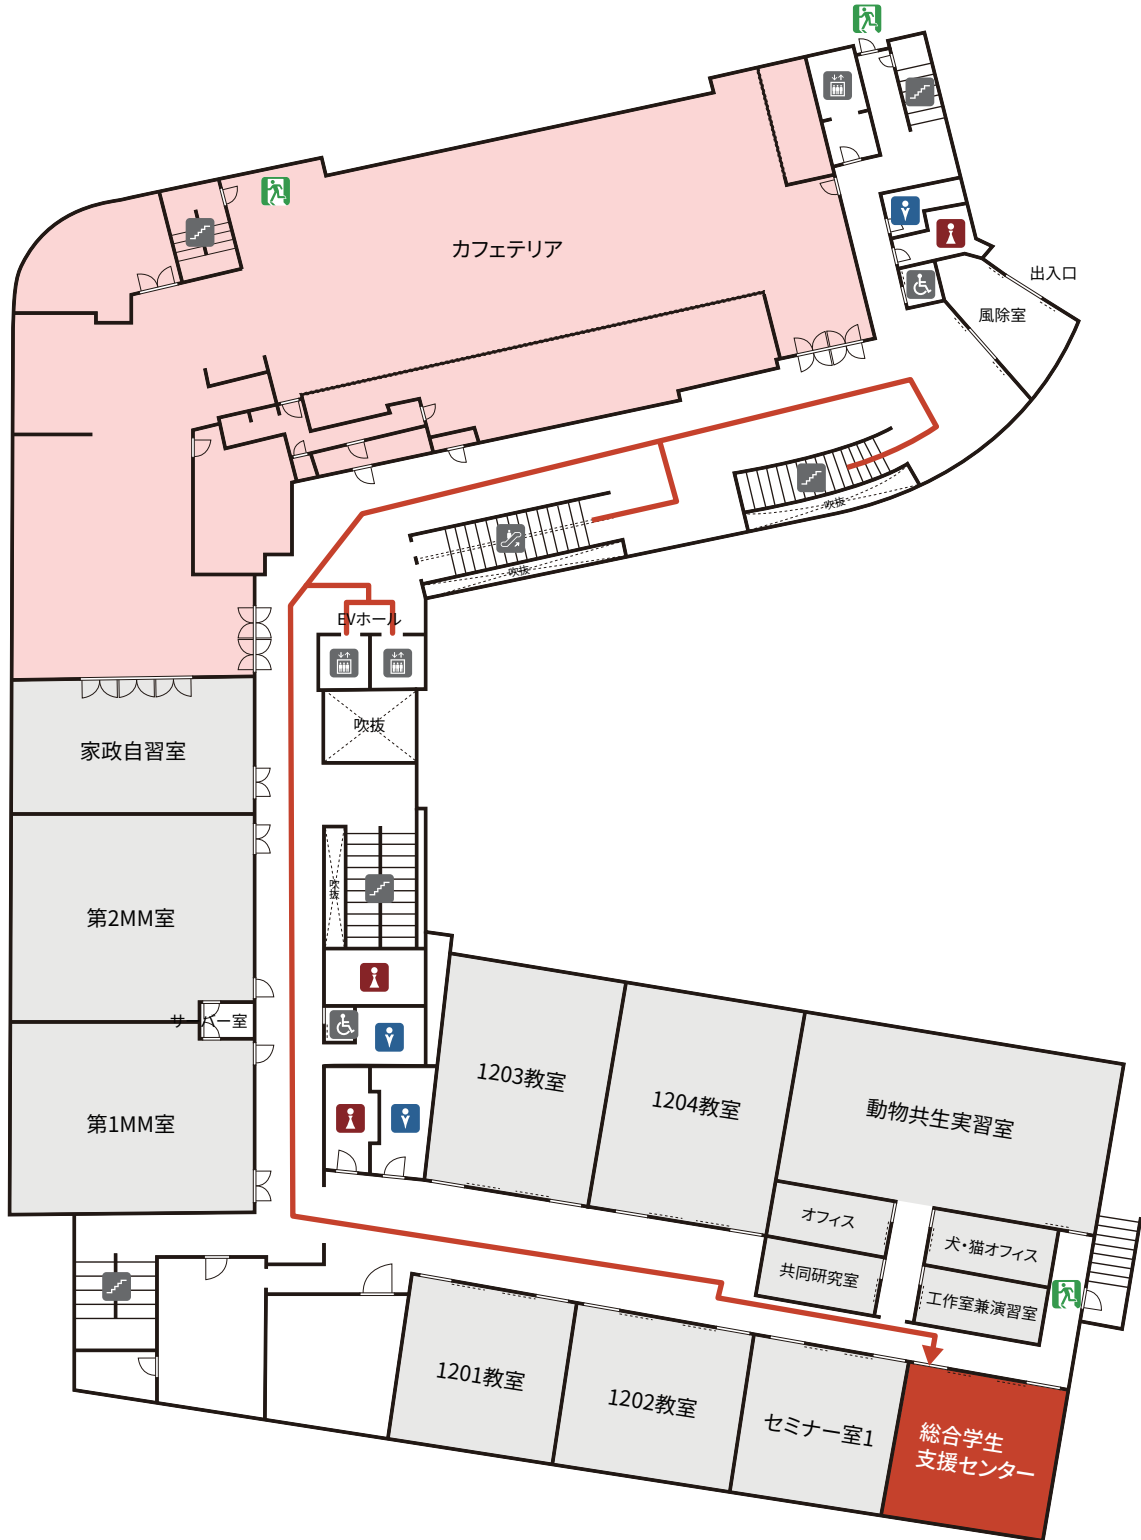 カフェテリア
出入口
風除室
吹抜
吹抜
EVホール
吹抜
家政自習室
吹抜
第2MM室
サーバー室
第1MM室
1203教室
1204教室
動物共生実習室
オフィス
犬・猫オフィス
共同研究室
工作室兼演習室
1201教室
1202教室
セミナー室1
総合学生
支援センター